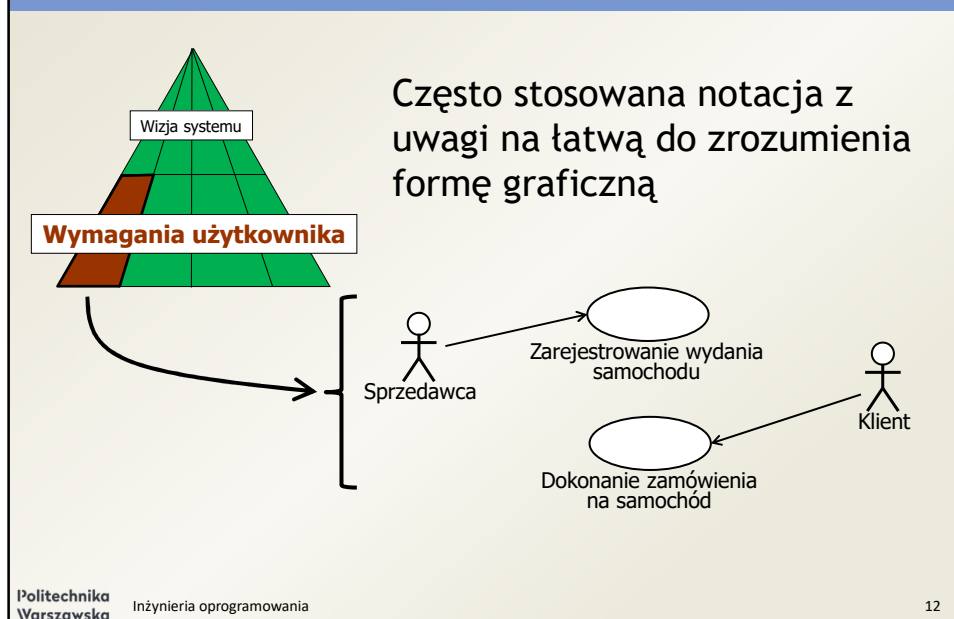 Często stosowana notacja z
uwagi na łatwą do zrozumienia
formę graficzną
Wizja systemu
Wymagania użytkownika
Sprzedawca
Zarejestrowanie wydania
samochodu
Klient
Dokonanie zamówienia
na samochód
Politechnika
Warszawska
Inżynieria oprogramowania
12